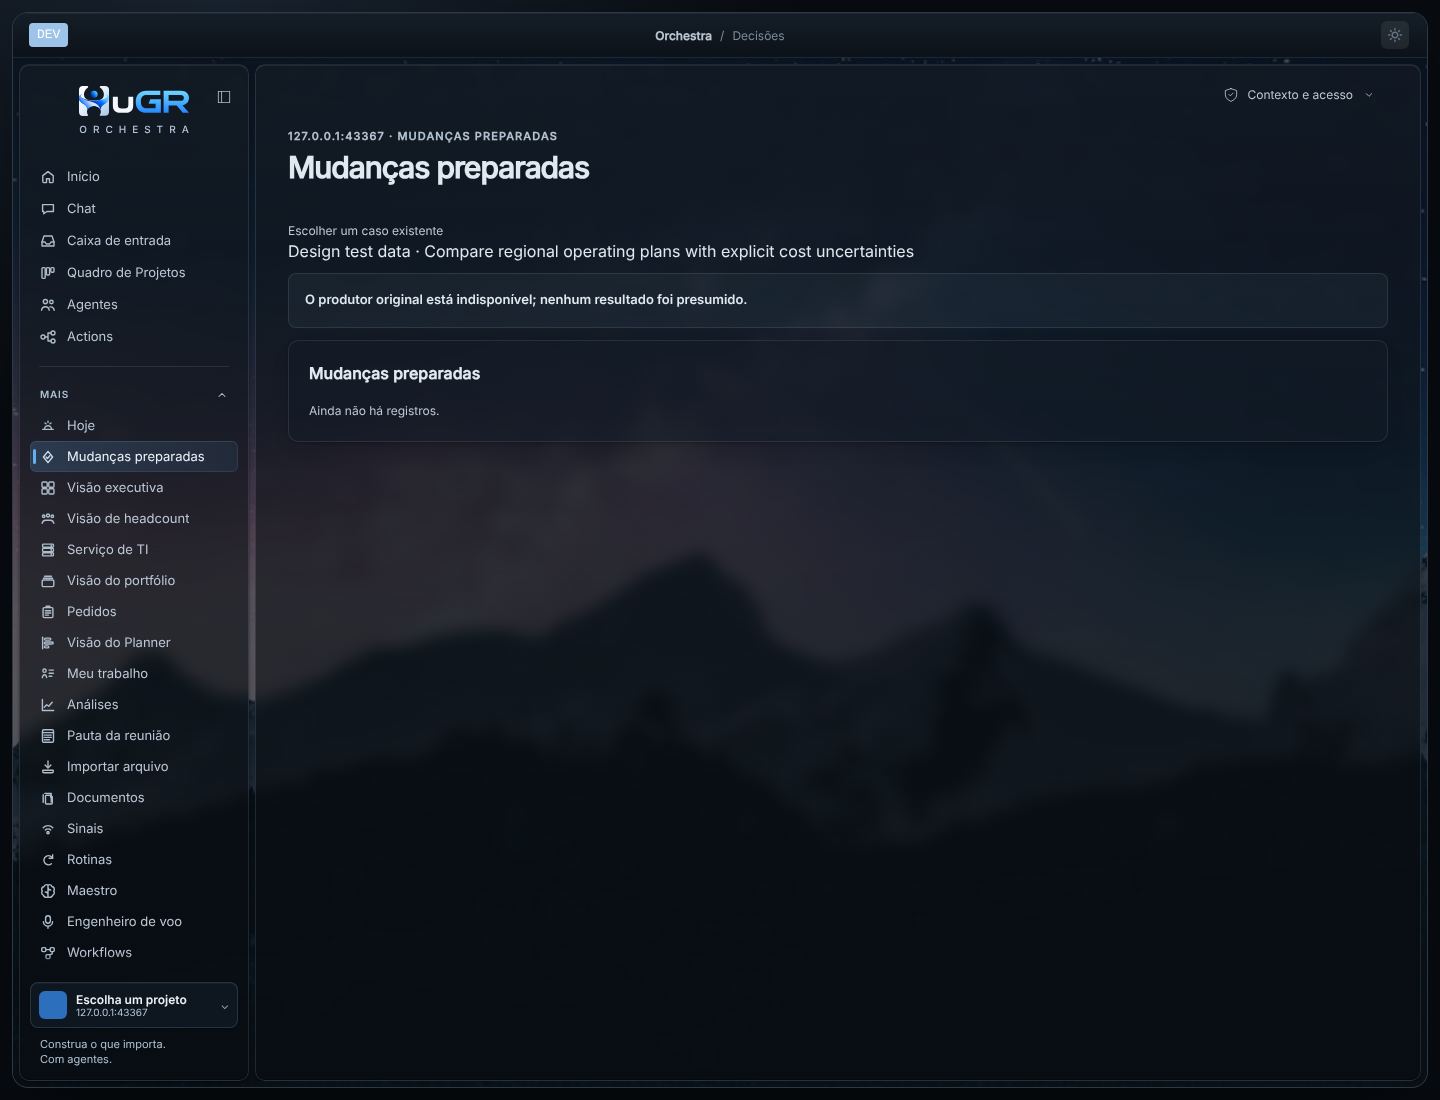 DEV
Orchestra / Decisões
HuGR
ORCHESTRA
Contexto e acesso
Início
Chat
Caixa de entrada
Quadro de Projetos
Agentes
Actions
MAIS
Hoje
Mudanças preparadas
Visão executiva
Visão de headcount
Serviço de TI
Visão do portfólio
Pedidos
Visão do Planner
Meu trabalho
Análises
Pauta da reunião
Importar arquivo
Documentos
Sinais
Rotinas
Maestro
Engenheiro de voo
Workflows
Escolha um projeto
127.0.0.1:43367
Construa o que importa.
Com agentes.
127.0.0.1:43367 · MUDANÇAS PREPARADAS
Mudanças preparadas
Escolher um caso existente
Design test data · Compare regional operating plans with explicit cost uncertainties
O produtor original está indisponível; nenhum resultado foi presumido.
Mudanças preparadas
Ainda não há registros.